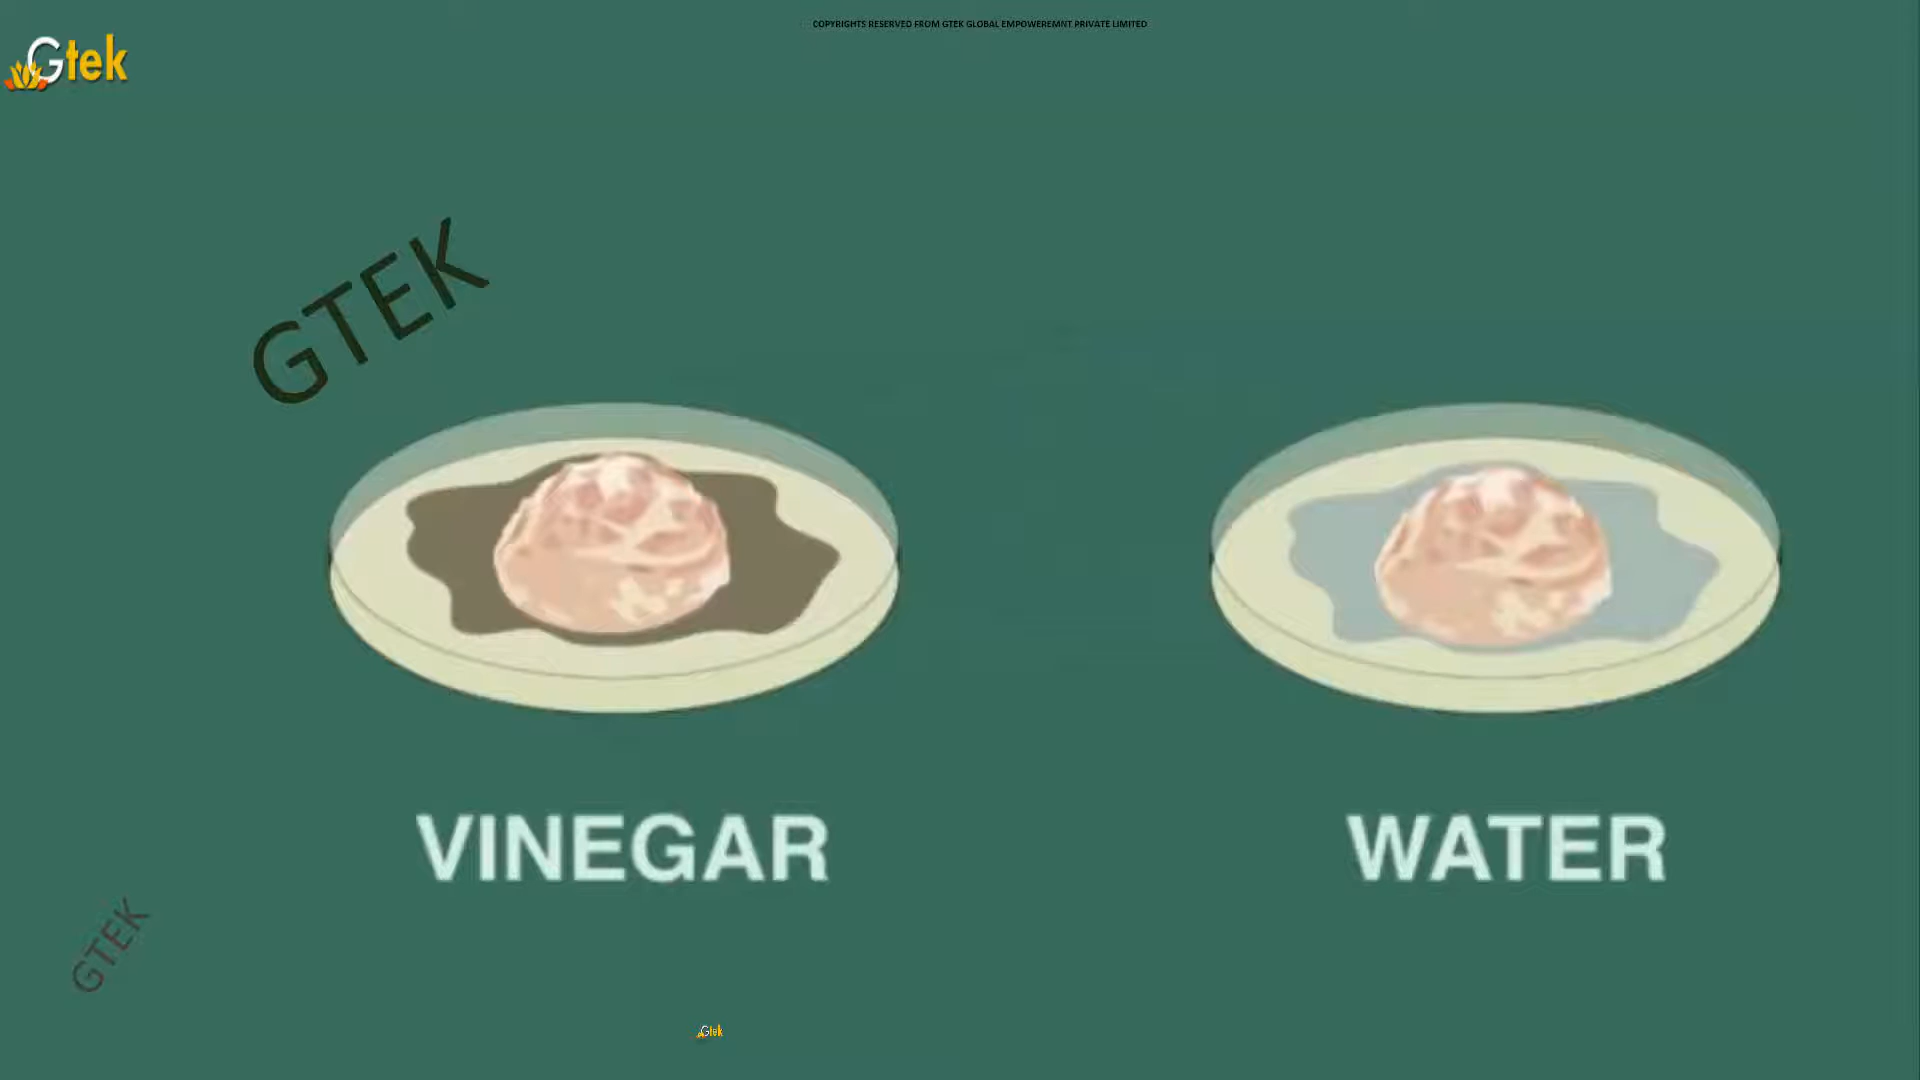 COPYRIGHTS RESERVED FROM GTEK GLOBAL EMPOWEREMNT PRIVATE LIMITED
Gtek
GTEK
VINEGAR
WATER
GTEK
Gtek